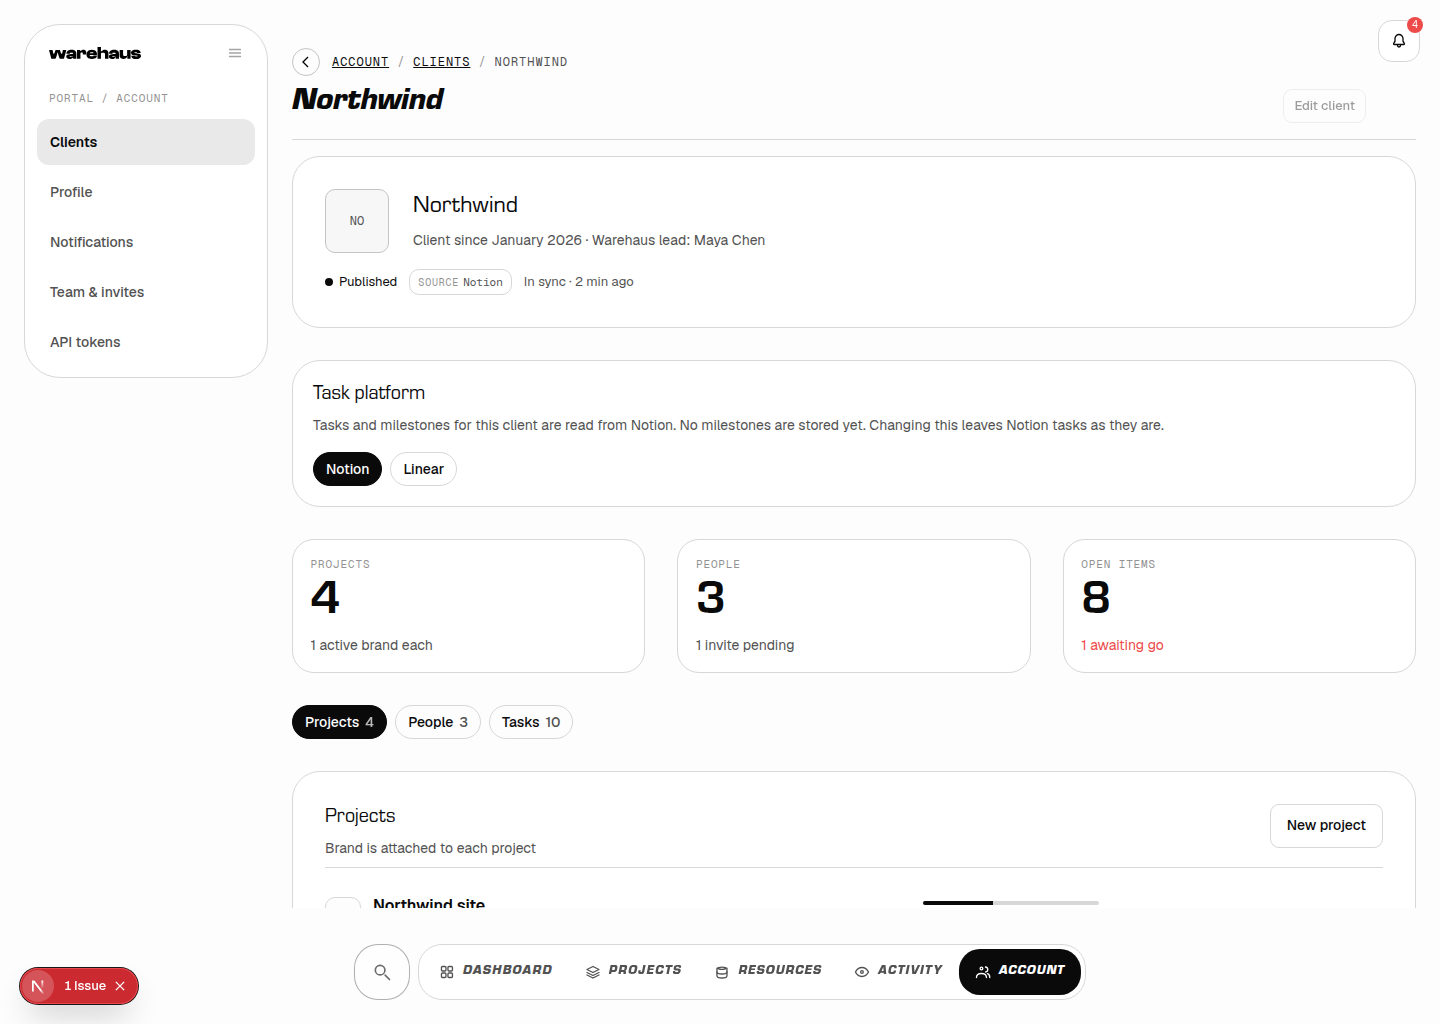 warehaus
PORTAL / ACCOUNT
Clients
Profile
Notifications
Team & invites
API tokens
ACCOUNT / CLIENTS / NORTHWIND
4
Northwind
Edit client
NO
Northwind
Client since January 2026 · Warehaus lead: Maya Chen
Published
SOURCE Notion
In sync · 2 min ago
Task platform
Tasks and milestones for this client are read from Notion. No milestones are stored yet. Changing this leaves Notion tasks as they are.
Notion
Linear
PROJECTS
4
1 active brand each
PEOPLE
3
1 invite pending
OPEN ITEMS
8
1 awaiting go
Projects 4
People 3
Tasks 10
Projects
Brand is attached to each project
New project
Northwind site
DASHBOARD
PROJECTS
RESOURCES
ACTIVITY
ACCOUNT
N
1 Issue